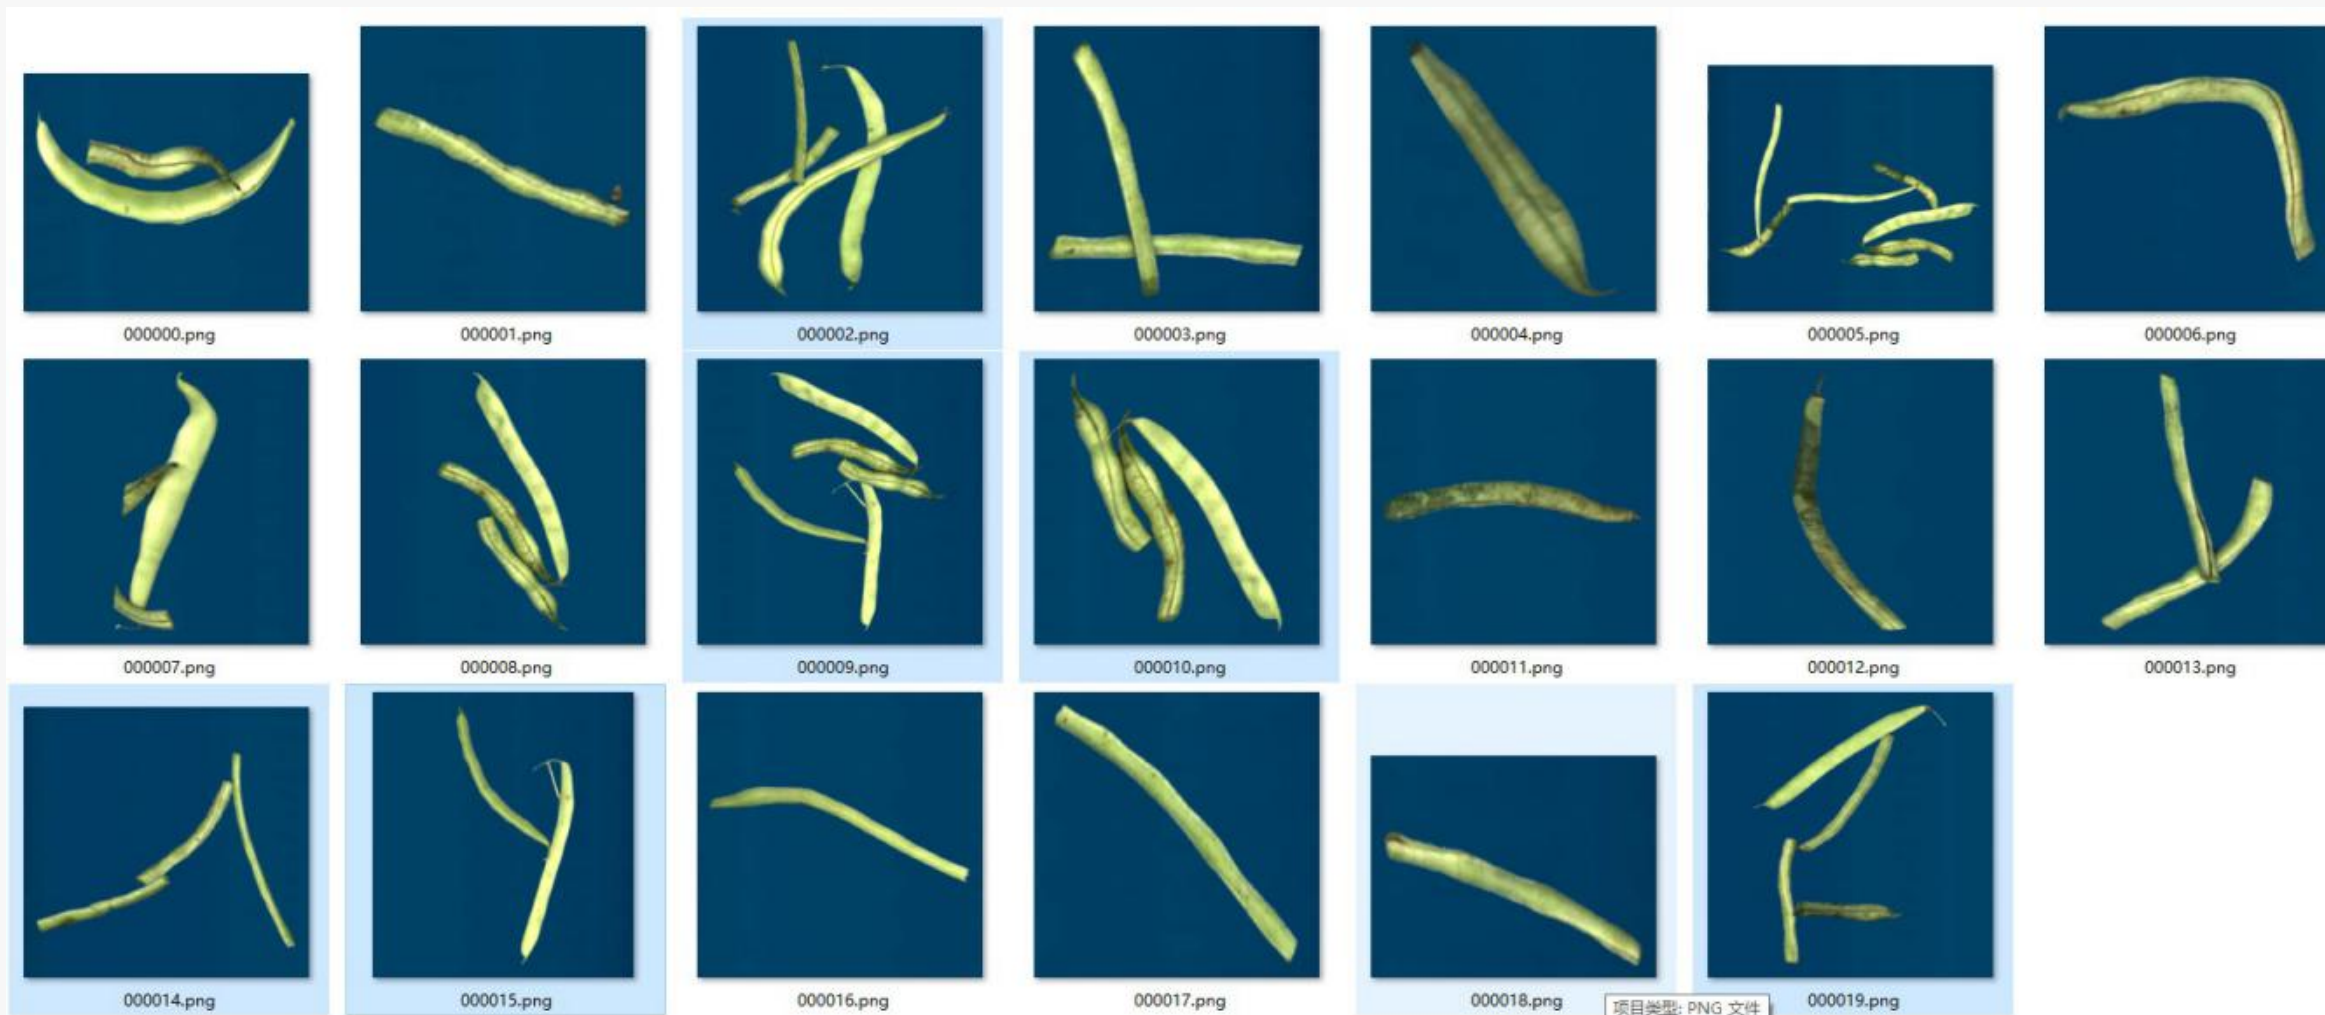 000000.png
000001.png
000002.png
000003.png
000004.png
000005.png
000006.png
000007.png
000008.png
000009.png
000010.png
000011.png
000012.png
000013.png
000014.png
000015.png
000016.png
000017.png
000018.png
000019.png
项目类型: PNG 文件